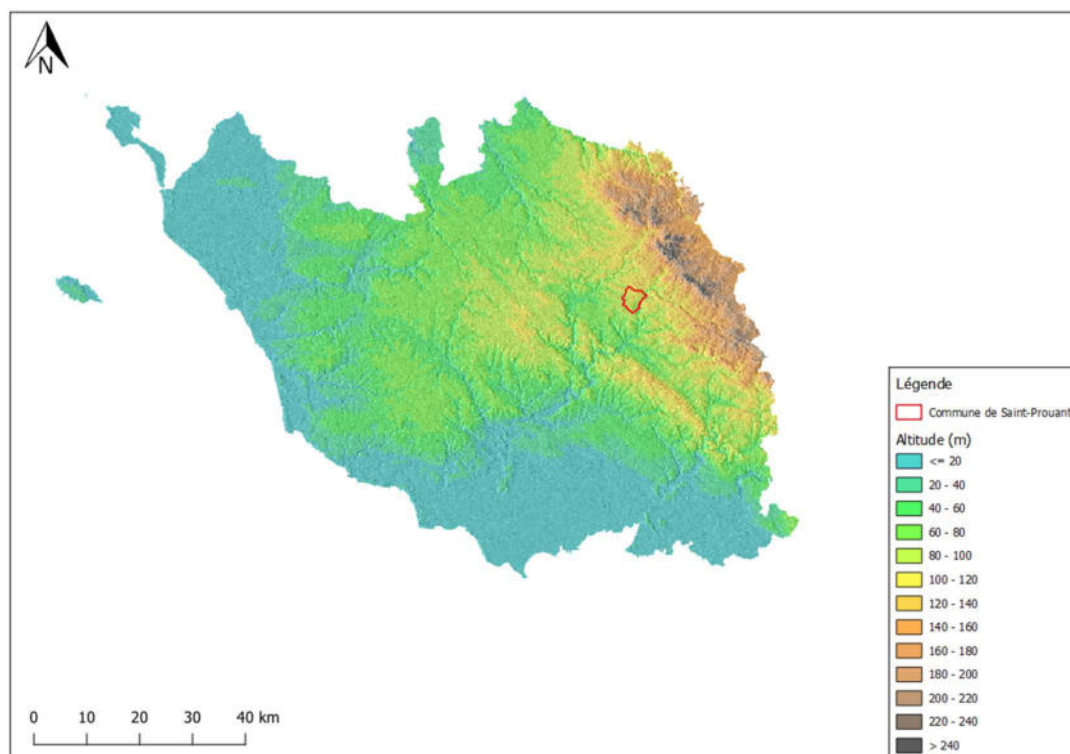 N
Légende
Commune de Saint-Prouant
Altitude (m)
<= 20
20 - 40
40 - 60
60 - 80
80 - 100
100 - 120
120 - 140
140 - 160
160 - 180
180 - 200
200 - 220
220 - 240
> 240
0 10 20 30 40 km